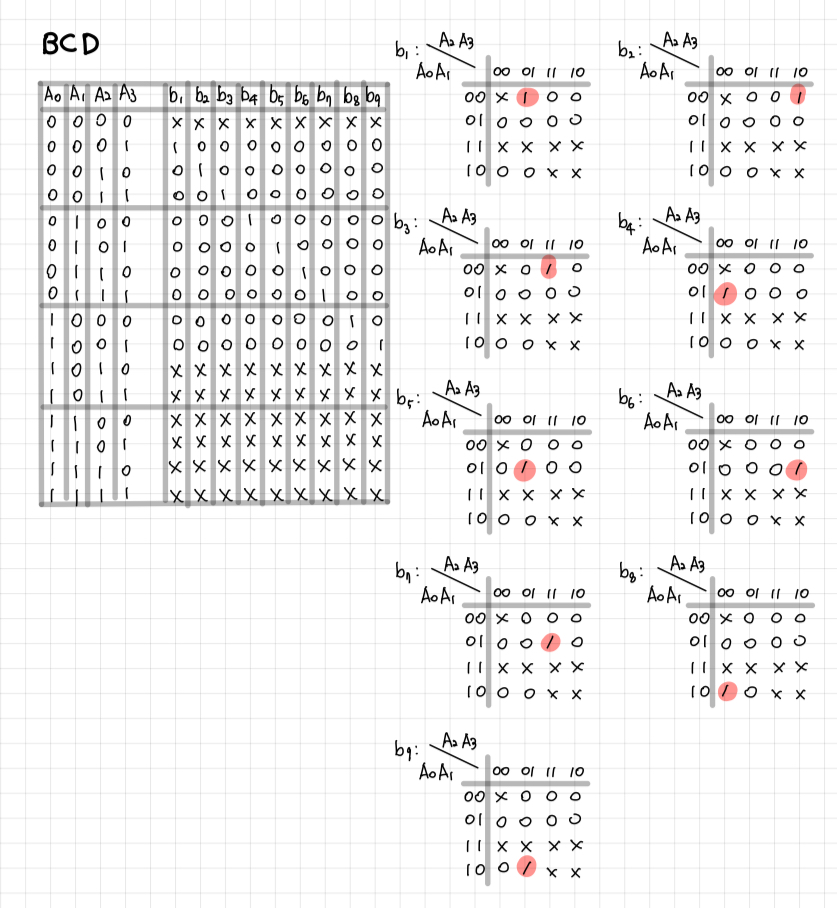 BCD
A0 A1 A2 A3 b1 b2 b3 b4 b5 b6 b7 b8 b9
0 0 0 0 x x x x x x x x x
0 0 0 1 1 0 0 0 0 0 0 0 0
0 0 1 0 0 1 0 0 0 0 0 0 0
0 0 1 1 0 0 1 0 0 0 0 0 0
0 1 0 0 0 0 0 1 0 0 0 0 0
0 1 0 1 0 0 0 0 1 0 0 0 0
0 1 1 0 0 0 0 0 0 1 0 0 0
0 1 1 1 0 0 0 0 0 0 1 0 0
1 0 0 0 0 0 0 0 0 0 0 1 0
1 0 0 1 0 0 0 0 0 0 0 0 1
1 0 1 0 x x x x x x x x x
1 0 1 1 x x x x x x x x x
1 1 0 0 x x x x x x x x x
1 1 0 1 x x x x x x x x x
1 1 1 0 x x x x x x x x x
1 1 1 1 x x x x x x x x x
b1: A2 A3
A0 A1 00 01 11 10
00 x 1 0 0
01 0 0 0 0
11 x x x x
10 0 0 x x
b2: A2 A3
A0 A1 00 01 11 10
00 x 0 0 1
01 0 0 0 0
11 x x x x
10 0 0 x x
b3: A2 A3
A0 A1 00 01 11 10
00 x 0 1 0
01 0 0 0 0
11 x x x x
10 0 0 x x
b4: A2 A3
A0 A1 00 01 11 10
00 x 0 0 0
01 1 0 0 0
11 x x x x
10 0 0 x x
b5: A2 A3
A0 A1 00 01 11 10
00 x 0 0 0
01 0 1 0 0
11 x x x x
10 0 0 x x
b6: A2 A3
A0 A1 00 01 11 10
00 x 0 0 0
01 0 0 0 1
11 x x x x
10 0 0 x x
b7: A2 A3
A0 A1 00 01 11 10
00 x 0 0 0
01 0 0 1 0
11 x x x x
10 0 0 x x
b8: A2 A3
A0 A1 00 01 11 10
00 x 0 0 0
01 0 0 0 0
11 x x x x
10 1 0 x x
b9: A2 A3
A0 A1 00 01 11 10
00 x 0 0 0
01 0 0 0 0
11 x x x x
10 0 1 x x